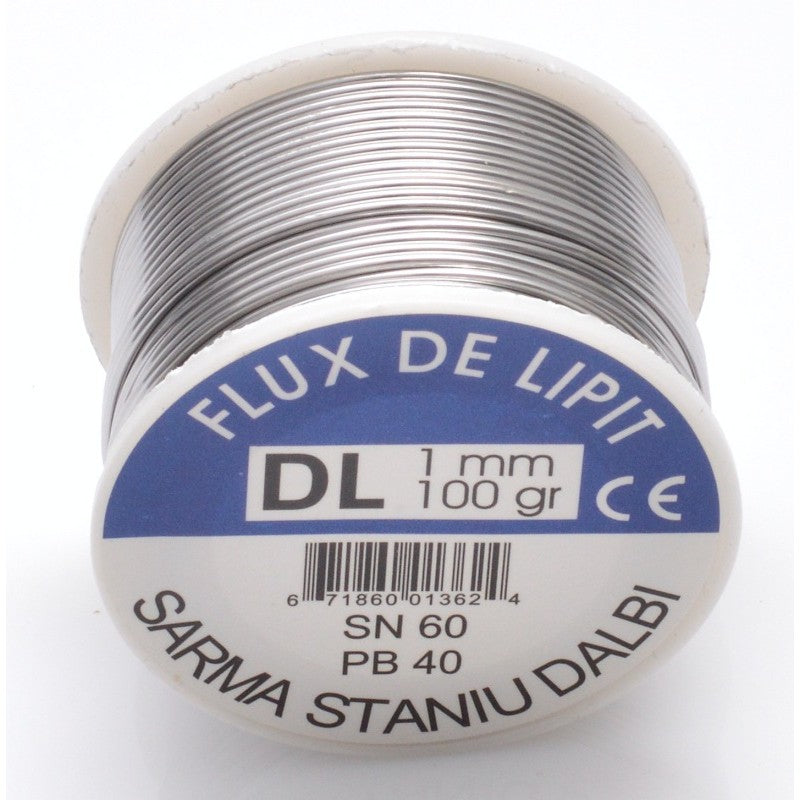 FLUX DE LIPIT
DL 1 mm
100 gr
CE
6 71860 01362 4
SN 60
PB 40
SARMA STANIU DALBI